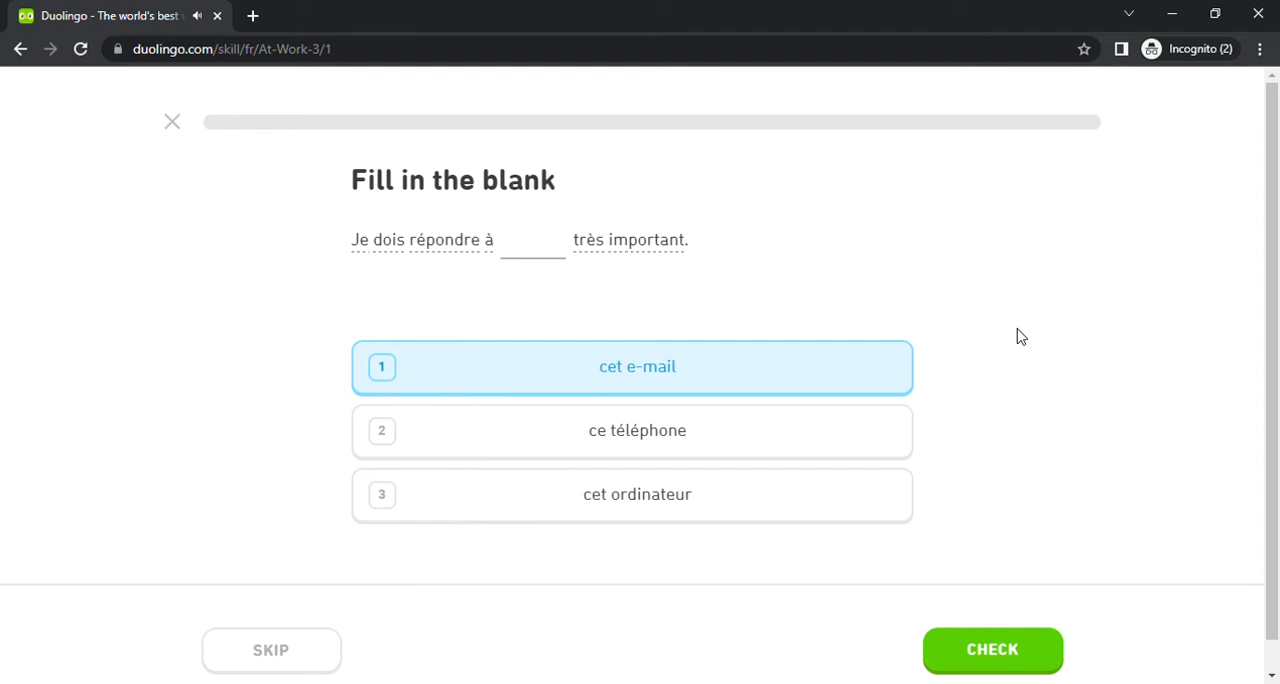 Duolingo - The world's best
duolingo.com/skill/fr/At-Work-3/1
Incognito (2)
Fill in the blank
Je dois répondre à ______ très important.
1 cet e-mail
2 ce téléphone
3 cet ordinateur
SKIP
CHECK